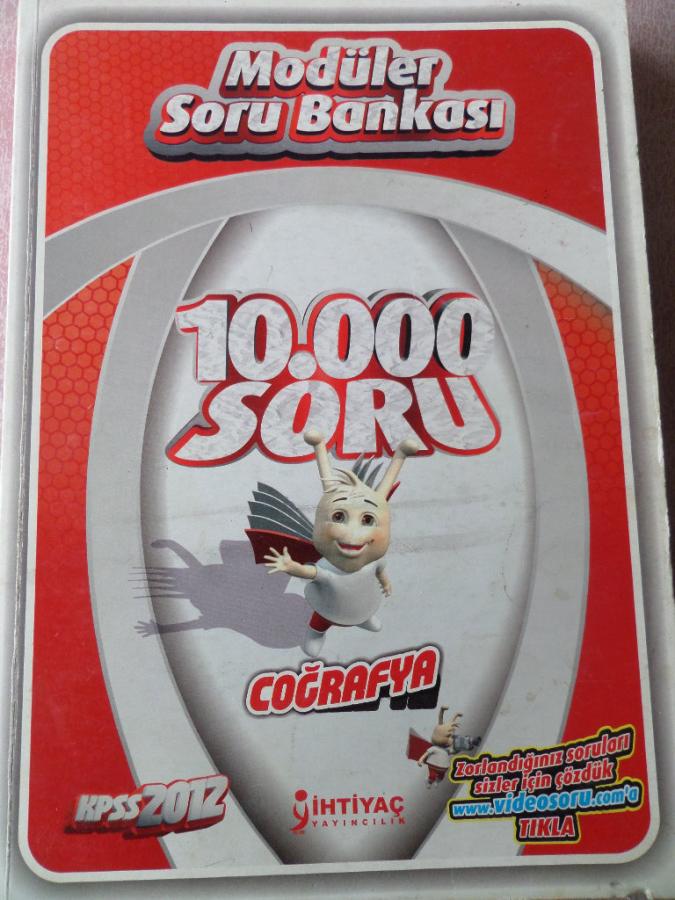 Modüler
Soru Bankası
10.000
SORU
COĞRAFYA
Zorlandığınız soruları
sizler için çözdük
www.videosoru.com'a
TIKLA
KPSS 2012
İHTİYAÇ
YAYINCILIK